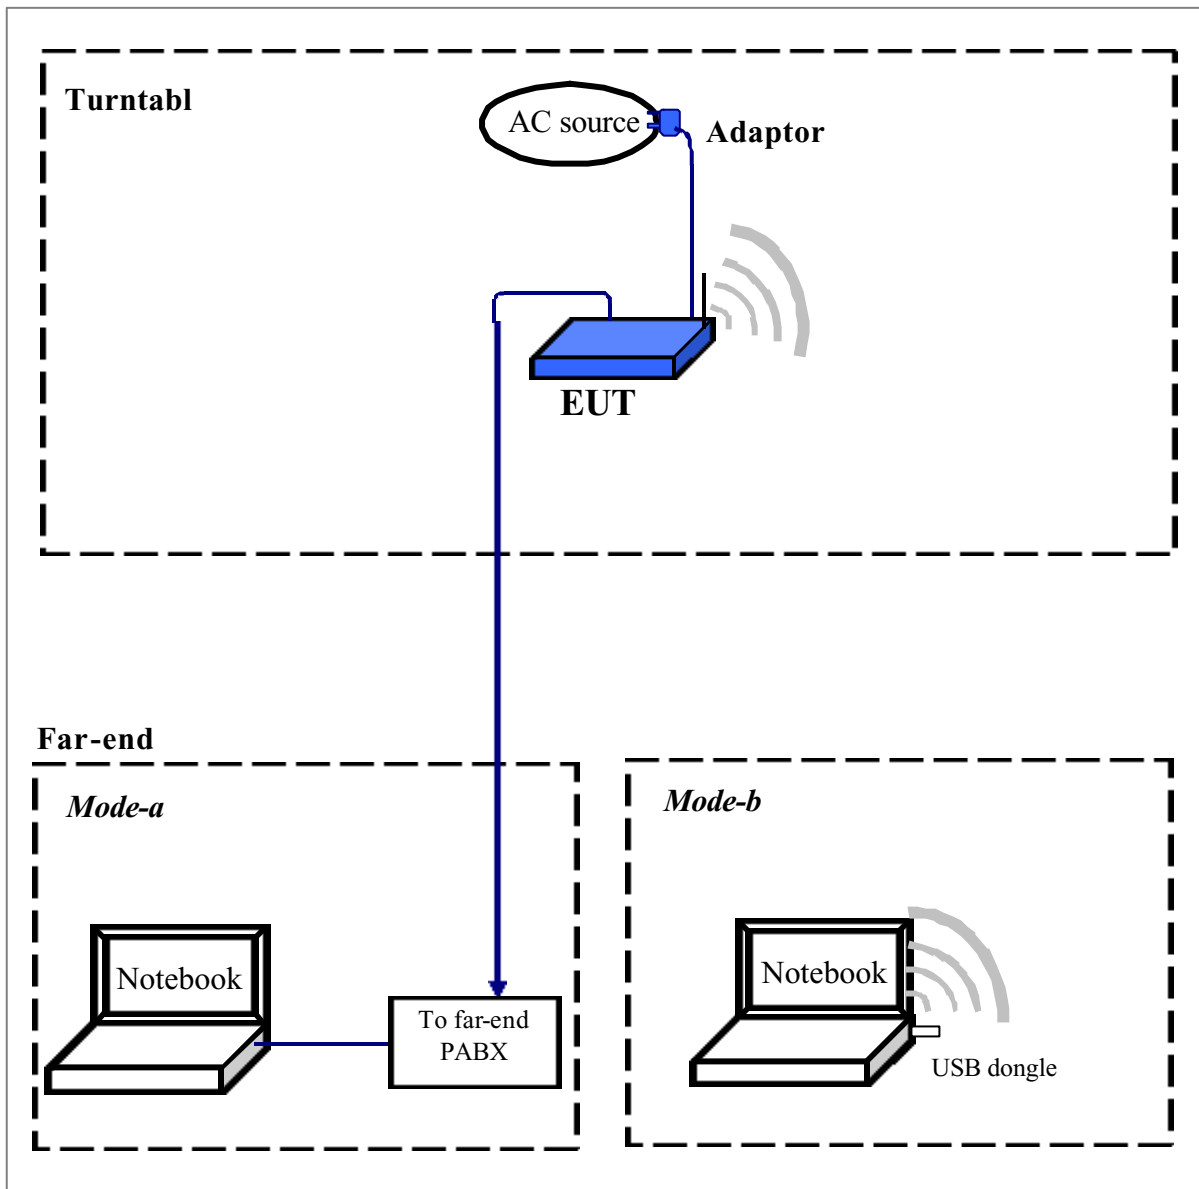 Turntabl
AC source
Adaptor
EUT
Far-end
Mode-a
Notebook
To far-end
PABX
Mode-b
Notebook
USB dongle